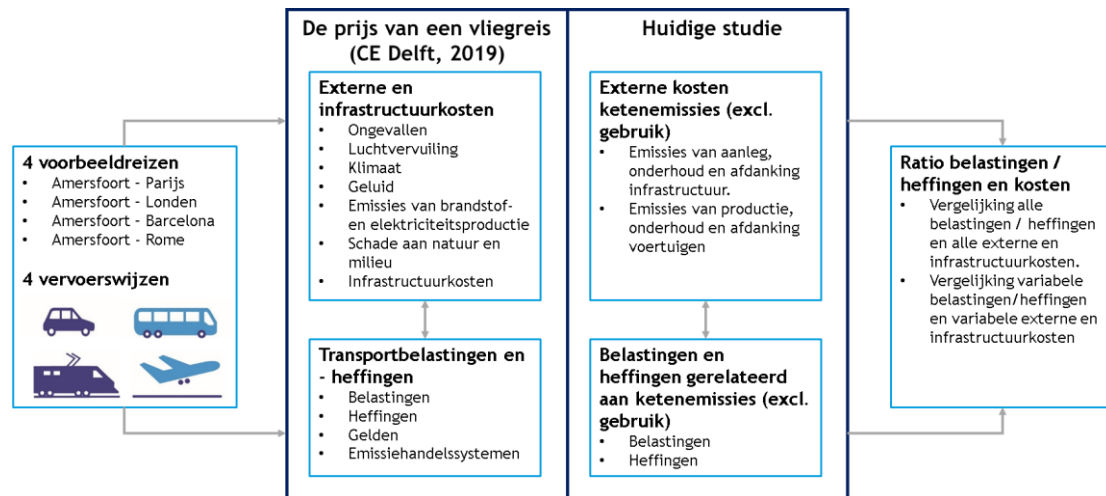 4 voorbeeldreizen
• Amersfoort - Parijs
• Amersfoort - Londen
• Amersfoort - Barcelona
• Amersfoort - Rome
4 vervoerswijzen
De prijs van een vliegreis
(CE Delft, 2019)
Externe en
infrastructuurkosten
• Ongevallen
• Luchtvervuiling
• Klimaat
• Geluid
• Emissies van brandstof-
en elektriciteitsproductie
• Schade aan natuur en
milieu
• Infrastructuurkosten
Transportbelastingen en
- heffingen
• Belastingen
• Heffingen
• Gelden
• Emissiehandelssystemen
Huidige studie
Externe kosten
ketenemissies (excl.
gebruik)
• Emissies van aanleg,
onderhoud en afdanking
infrastructuur.
• Emissies van productie,
onderhoud en afdanking
voertuigen
Belastingen en
heffingen gerelateerd
aan ketenemissies (excl.
gebruik)
• Belastingen
• Heffingen
Ratio belastingen /
heffingen en kosten
• Vergelijking alle
belastingen / heffingen
en alle externe en
infrastructuurkosten.
• Vergelijking variabele
belastingen/heffingen
en variabele externe en
infrastructuurkosten